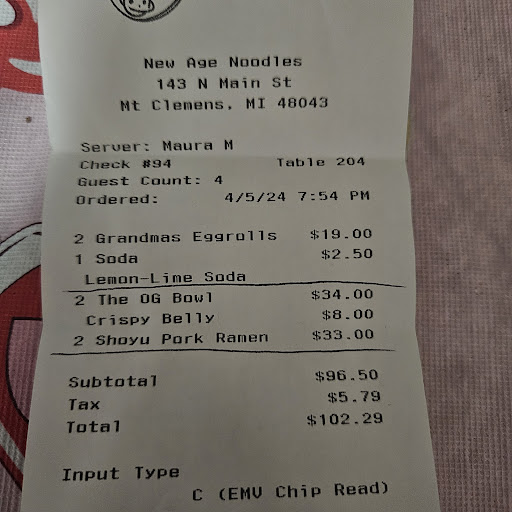 New Age Noodles
143 N Main St
Mt Clemens, MI 48043
Server: Maura M
Check #94 Table 204
Guest Count: 4
Ordered: 4/5/24 7:54 PM
2 Grandmas Eggrolls $19.00
1 Soda $2.50
Lemon-Lime Soda
2 The OG Bowl $34.00
Crispy Belly $8.00
2 Shoyu Pork Ramen $33.00
Subtotal $96.50
Tax $5.79
Total $102.29
Input Type
C (EMV Chip Read)